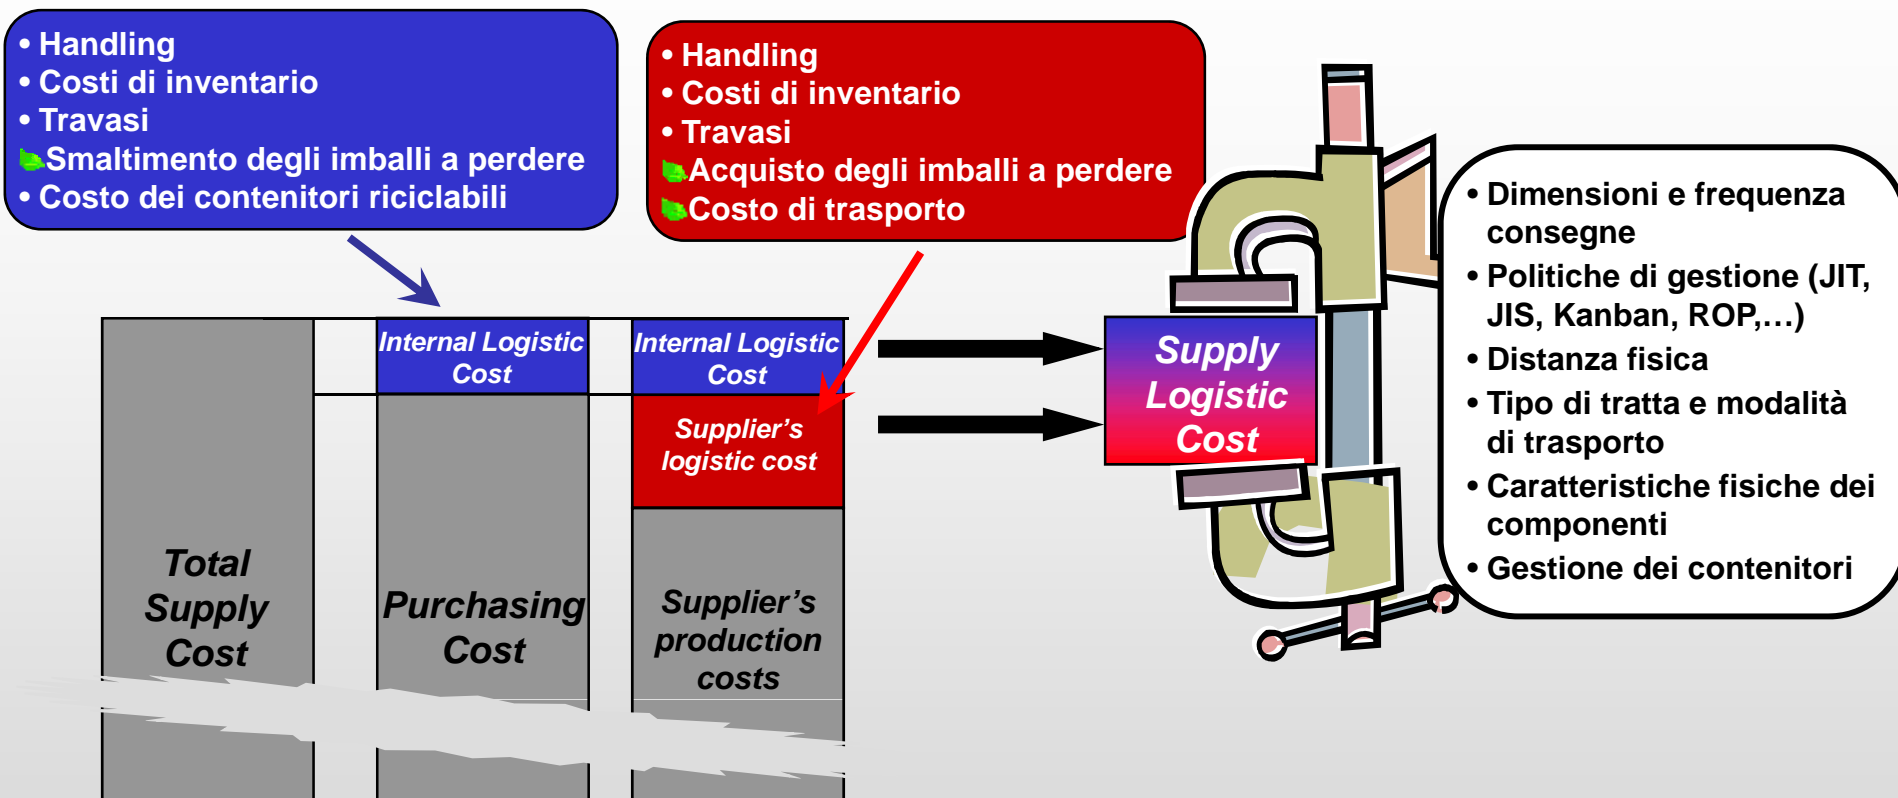 • Handling
• Costi di inventario
• Travasi
Smaltimento degli imballi a perdere
• Costo dei contenitori riciclabili
• Handling
• Costi di inventario
• Travasi
Acquisto degli imballi a perdere
Costo di trasporto
• Dimensioni e frequenza
consegne
• Politiche di gestione (JIT,
JIS, Kanban, ROP,…)
• Distanza fisica
• Tipo di tratta e modalità
di trasporto
• Caratteristiche fisiche dei
componenti
• Gestione dei contenitori
Total
Supply
Cost
Internal Logistic
Cost
Purchasing
Cost
Internal Logistic
Cost
Supplier's
logistic cost
Supplier's
production
costs
Supply
Logistic
Cost